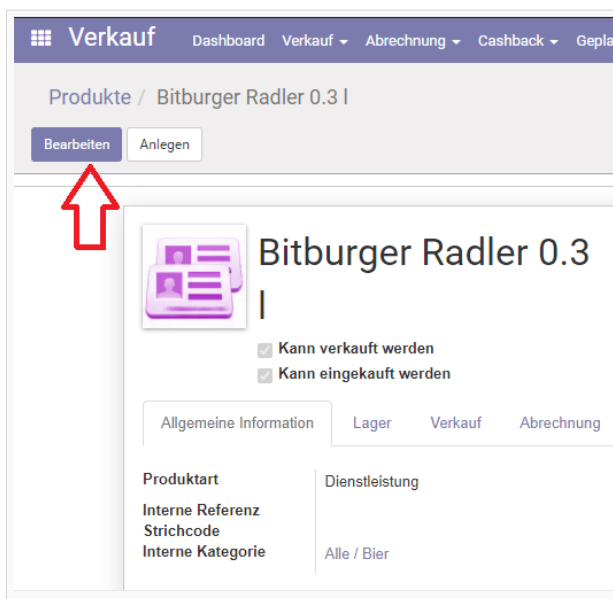 Verkauf Dashboard Verkauf Abrechnung Cashback Gepla
Produkte / Bitburger Radler 0.3 l
Bearbeiten Anlegen
Bitburger Radler 0.3
l
Kann verkauft werden
Kann eingekauft werden
Allgemeine Information Lager Verkauf Abrechnung
Produktart Dienstleistung
Interne Referenz
Strichcode
Interne Kategorie Alle / Bier